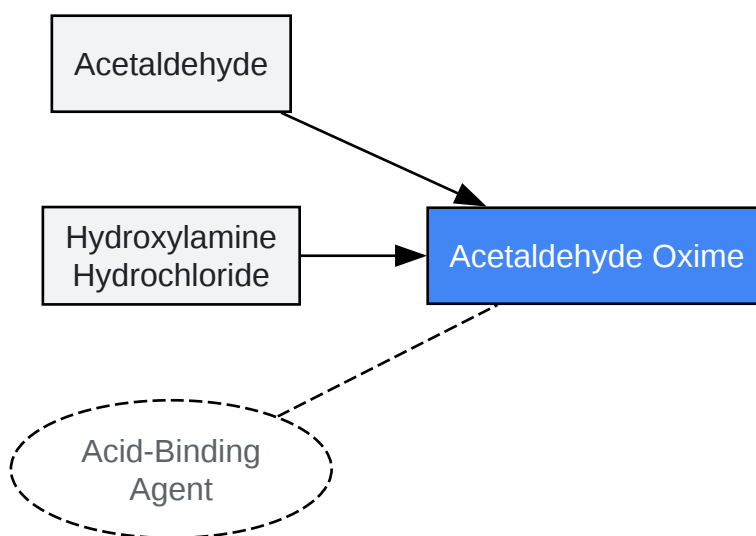 Acetaldehyde
Hydroxylamine
Hydrochloride
Acetaldehyde Oxime
Acid-Binding
Agent